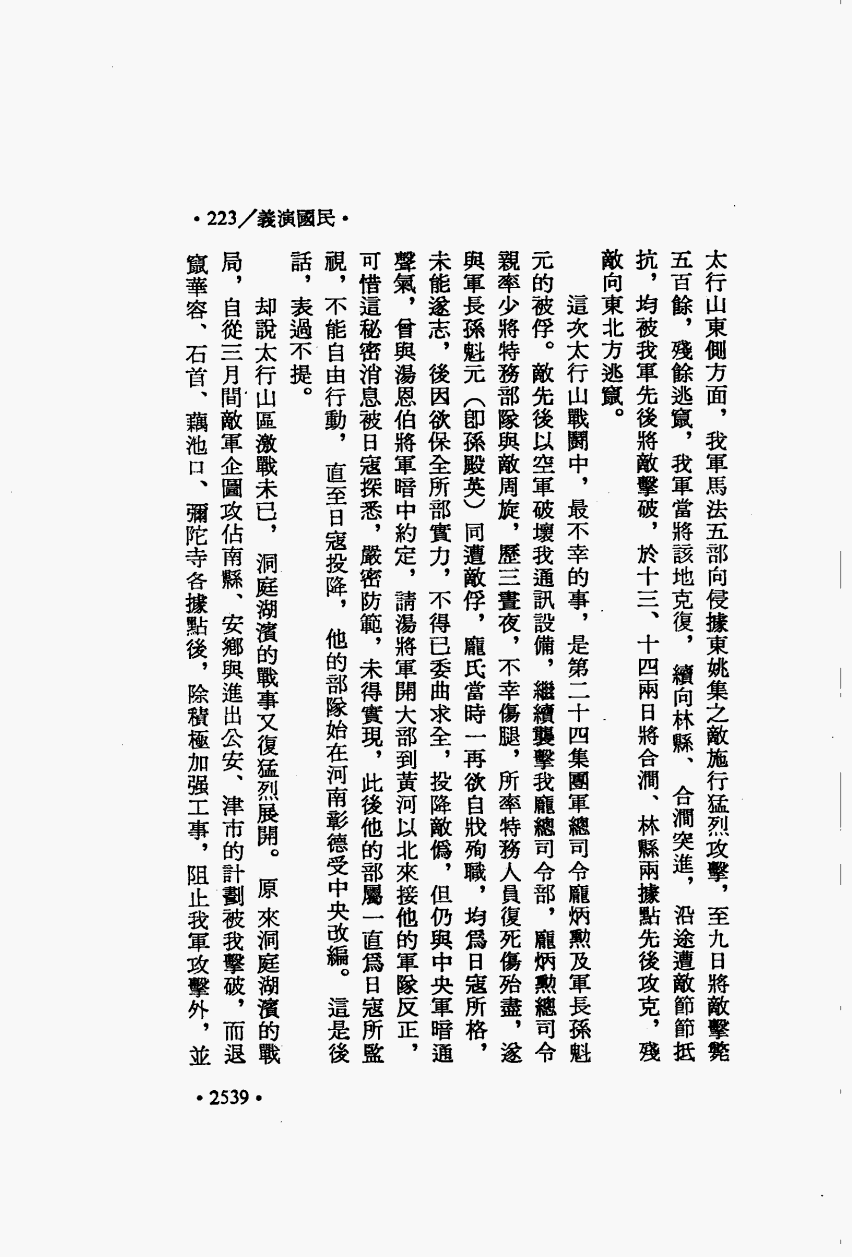 ·民國演義/223·
太行山東側方面，我軍馬法五部向侵據東姚集之敵施行猛烈攻擊，至九日將敵擊斃
五百餘，殘餘逃竄，我軍當將該地克復，續向林縣、合澗突進，沿途遭敵節節抵
抗，均被我軍先後將敵擊破，於十三、十四兩日將合澗、林縣兩據點先後攻克，殘
敵向東北方逃竄。
這次太行山戰鬪中，最不幸的事，是第二十四集團軍總司令龐炳勳及軍長孫魁
元的被俘。敵先後以空軍破壞我通訊設備，繼續襲擊我龐總司令部，龐炳勳總司令
親率少將特務部隊與敵周旋，歷三晝夜，不幸傷腿，所率特務人員復死傷殆盡，遂
與軍長孫魁元（卽孫殿英）同遭敵俘，龐氏當時一再欲自戕殉職，均爲日寇所格，
未能遂志，後因欲保全所部實力，不得已委曲求全，投降敵僞，但仍與中央軍暗通
聲氣，曾與湯恩伯將軍暗中約定，請湯將軍開大部到黃河以北來接他的軍隊反正，
可惜這秘密消息被日寇探悉，嚴密防範，未得實現，此後他的部屬一直爲日寇所監
視，不能自由行動，直至日寇投降，他的部隊始在河南彰德受中央改編。這是後
話，表過不提。
却說太行山區激戰未已，洞庭湖濱的戰事又復猛烈展開。原來洞庭湖濱的戰
局，自從三月間敵軍企圖攻佔南縣、安鄉與進出公安、津市的計劃被我擊破，而退
竄華容、石首、藕池口、彌陀寺各據點後，除積極加强工事，阻止我軍攻擊外，並
·2539·